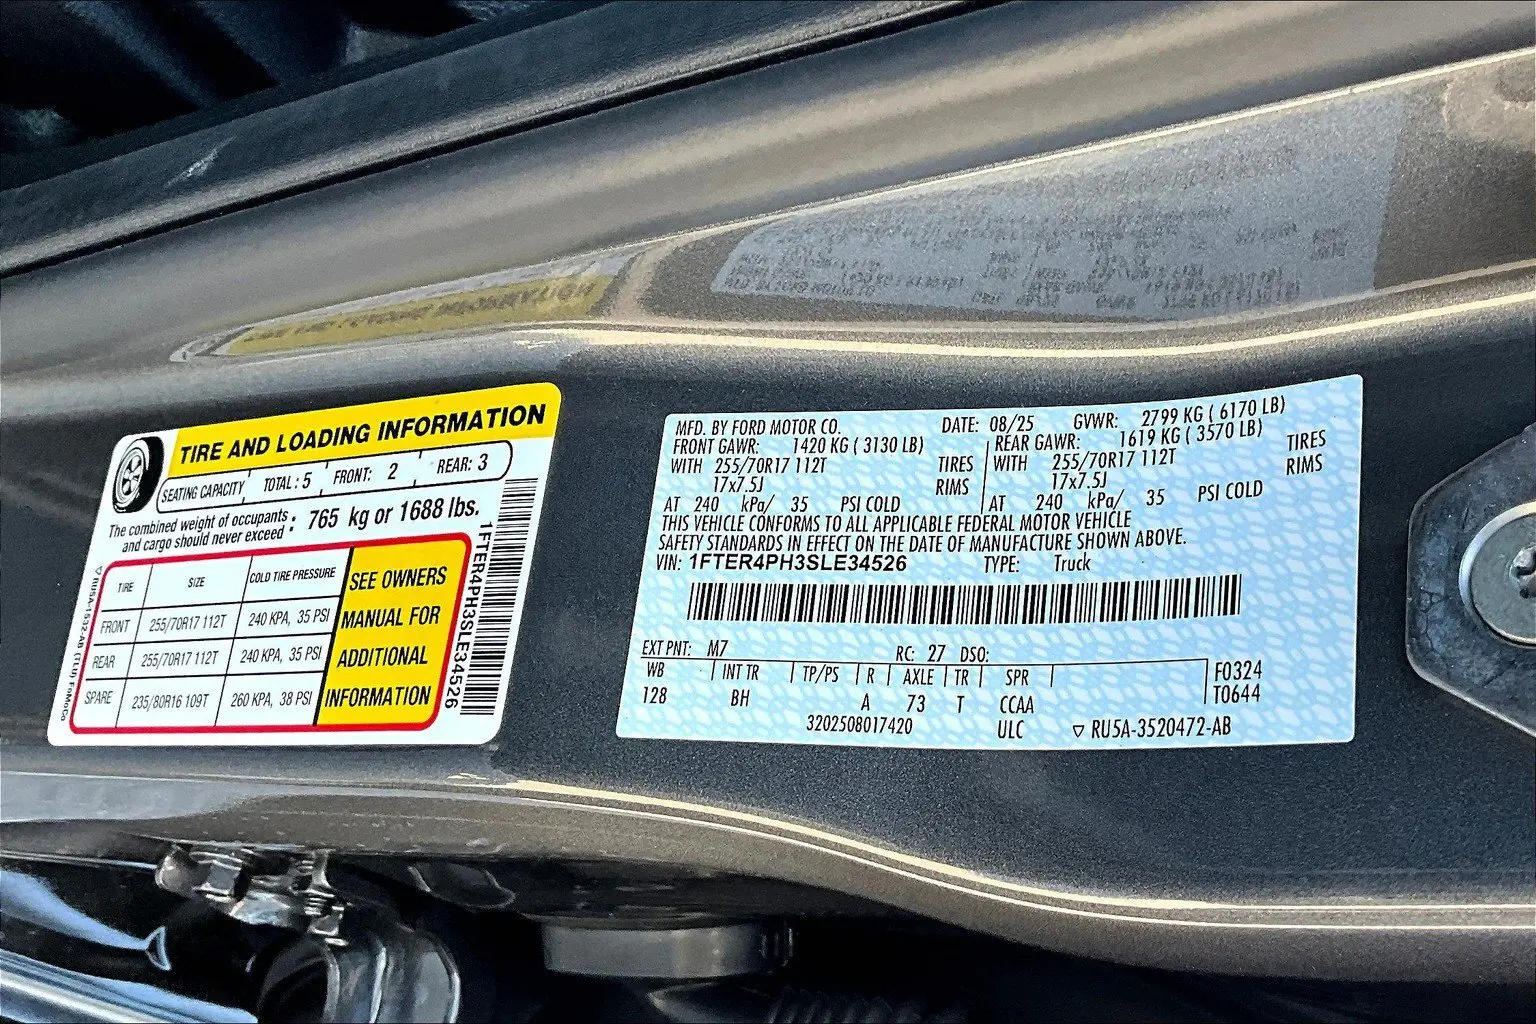 TIRE AND LOADING INFORMATION
SEATING CAPACITY TOTAL : 5 FRONT: 2 REAR: 3
The combined weight of occupants and cargo should never exceed : 765 kg or 1688 lbs.
TIRE SIZE COLD TIRE PRESSURE
FRONT 255/70R17 112T 240 KPA, 35 PSI
REAR 255/70R17 112T 240 KPA, 35 PSI
SPARE 235/80R16 109T 260 KPA, 38 PSI
SEE OWNERS
MANUAL FOR
ADDITIONAL
INFORMATION
1FTER4PH3SLE34526
▽RU5A-1532-AB (TLU) FoMoCo
MFD. BY FORD MOTOR CO. DATE: 08/25 GVWR: 2799 KG ( 6170 LB)
FRONT GAWR: 1420 KG ( 3130 LB) REAR GAWR: 1619 KG ( 3570 LB)
WITH 255/70R17 112T TIRES WITH 255/70R17 112T TIRES
17x7.5J RIMS 17x7.5J RIMS
AT 240 kPa/ 35 PSI COLD AT 240 kPa/ 35 PSI COLD
THIS VEHICLE CONFORMS TO ALL APPLICABLE FEDERAL MOTOR VEHICLE
SAFETY STANDARDS IN EFFECT ON THE DATE OF MANUFACTURE SHOWN ABOVE.
VIN: 1FTER4PH3SLE34526 TYPE: Truck
EXT PNT: M7 RC: 27 DSO:
WB INT TR TP/PS R AXLE TR SPR F0324
128 BH A 73 T CCAA T0644
3202508017420 ULC ▽ RU5A-3520472-AB